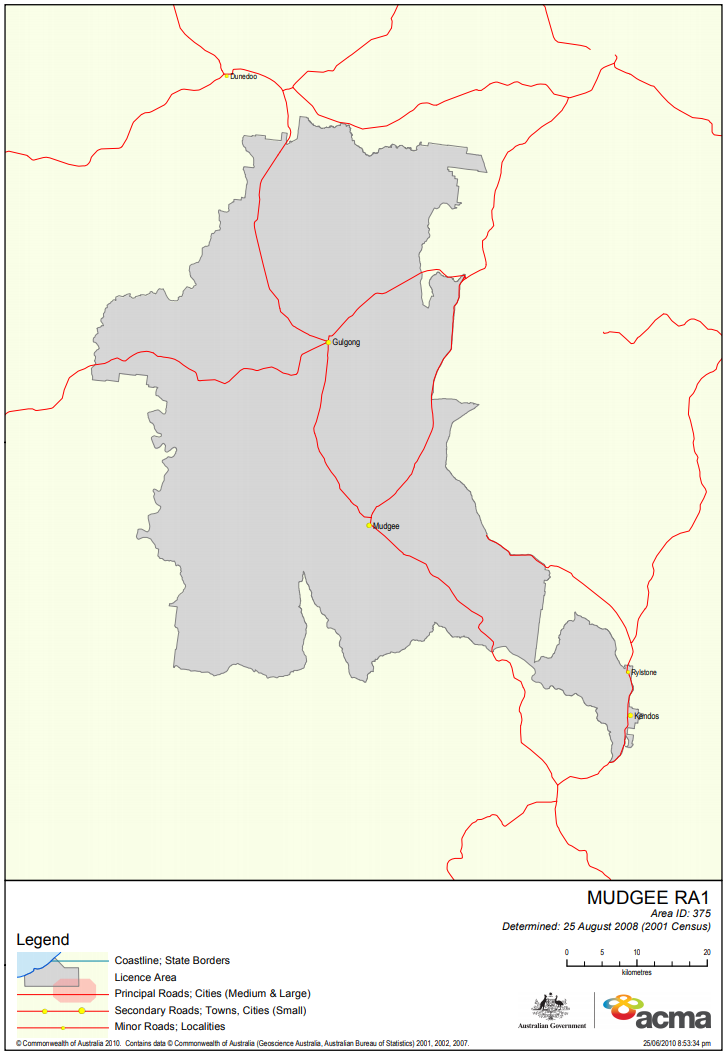 Dunedoo
Gulgong
Mudgee
Rylstone
Kandos
MUDGEE RA1
Area ID: 375
Determined: 25 August 2008 (2001 Census)
Legend
Coastline; State Borders
Licence Area
Principal Roads; Cities (Medium & Large)
Secondary Roads; Towns, Cities (Small)
Minor Roads; Localities
0 5 10 20
kilometres
Australian Government
acma
© Commonwealth of Australia 2010. Contains data © Commonwealth of Australia (Geoscience Australia, Australian Bureau of Statistics) 2001, 2002, 2007.
25/06/2010 8:53:34 pm